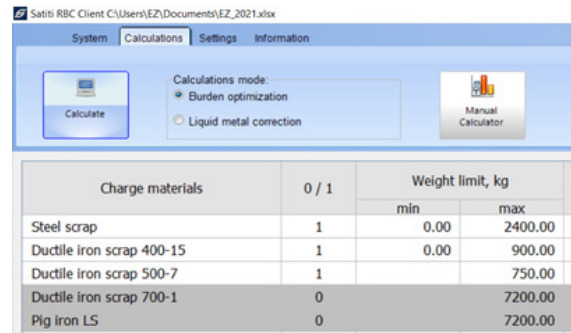 Satiti RBC Client C:\Users\EZ\Documents\EZ_2021.xlsx
System Calculations Settings Information
Calculate
Calculations mode:
Burden optimization
Liquid metal correction
Manual
Calculator
Charge materials 0 / 1 Weight limit, kg
min max
Steel scrap 1 0.00 2400.00
Ductile iron scrap 400-15 1 0.00 900.00
Ductile iron scrap 500-7 1 750.00
Ductile iron scrap 700-1 0 7200.00
Pig iron LS 0 7200.00